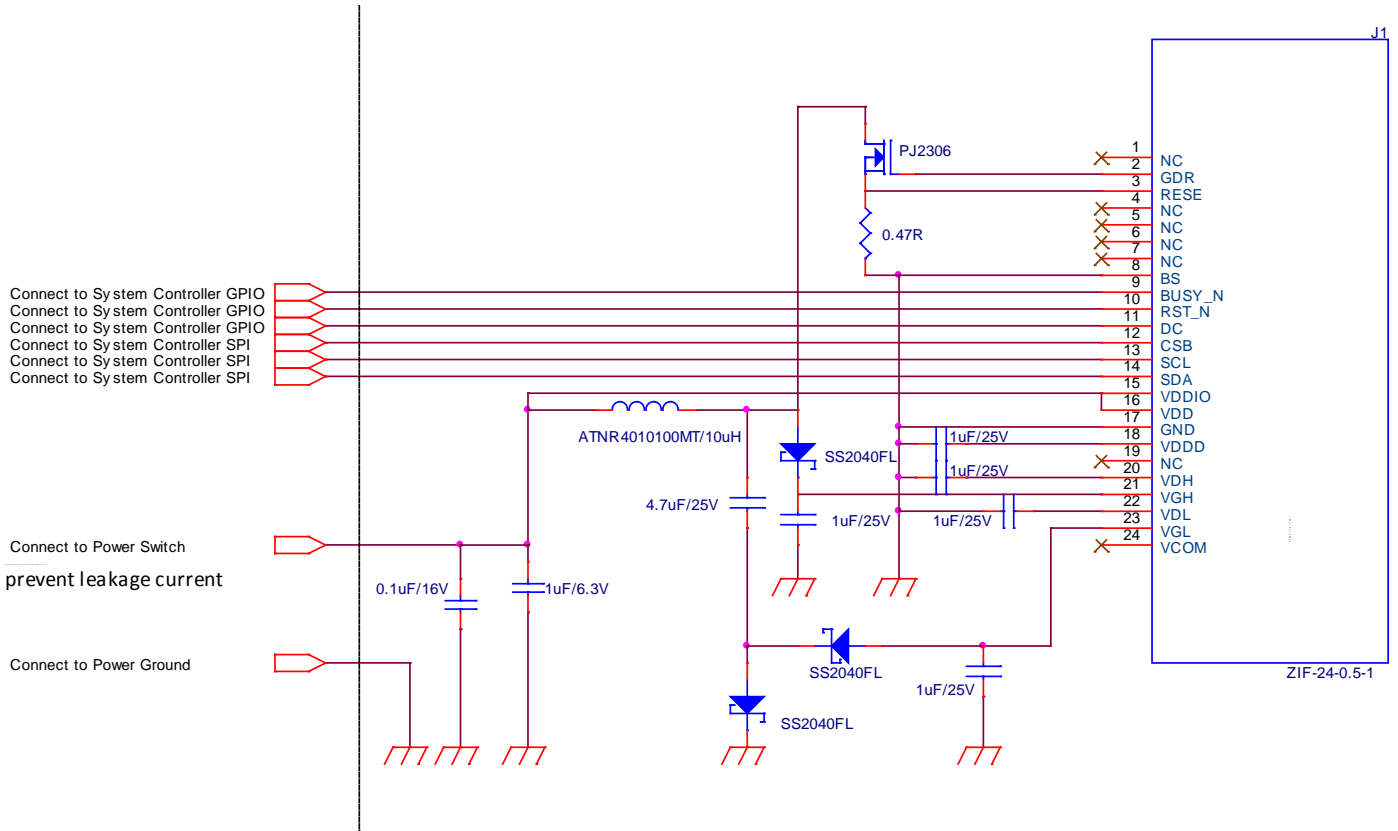 J1
PJ2306
1
NC
2
GDR
3
RESE
4
NC
5
NC
6
NC
0.47R
7
NC
8
BS
Connect to System Controller GPIO
9
BUSY_N
Connect to System Controller GPIO
10
RST_N
Connect to System Controller GPIO
11
DC
Connect to System Controller SPI
12
CSB
Connect to System Controller SPI
13
SCL
Connect to System Controller SPI
14
SDA
15
VDDIO
16
VDD
ATNR4010100MT/10uH
17
GND
1uF/25V
18
VDDD
SS2040FL
19
NC
1uF/25V
20
VDH
21
VGH
4.7uF/25V
1uF/25V
1uF/25V
22
VDL
23
VGL
24
VCOM
Connect to Power Switch
prevent leakage current
0.1uF/16V
1uF/6.3V
Connect to Power Ground
SS2040FL
1uF/25V
ZIF-24-0.5-1
SS2040FL